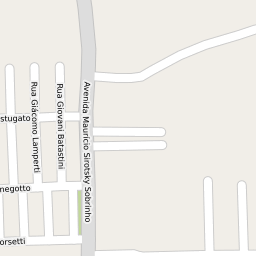 Rua Giácomo Lamperti
Rua Giovani Batastini
Avenida Maurício Sirotsky Sobrinho
stugato
negotto
orsetti